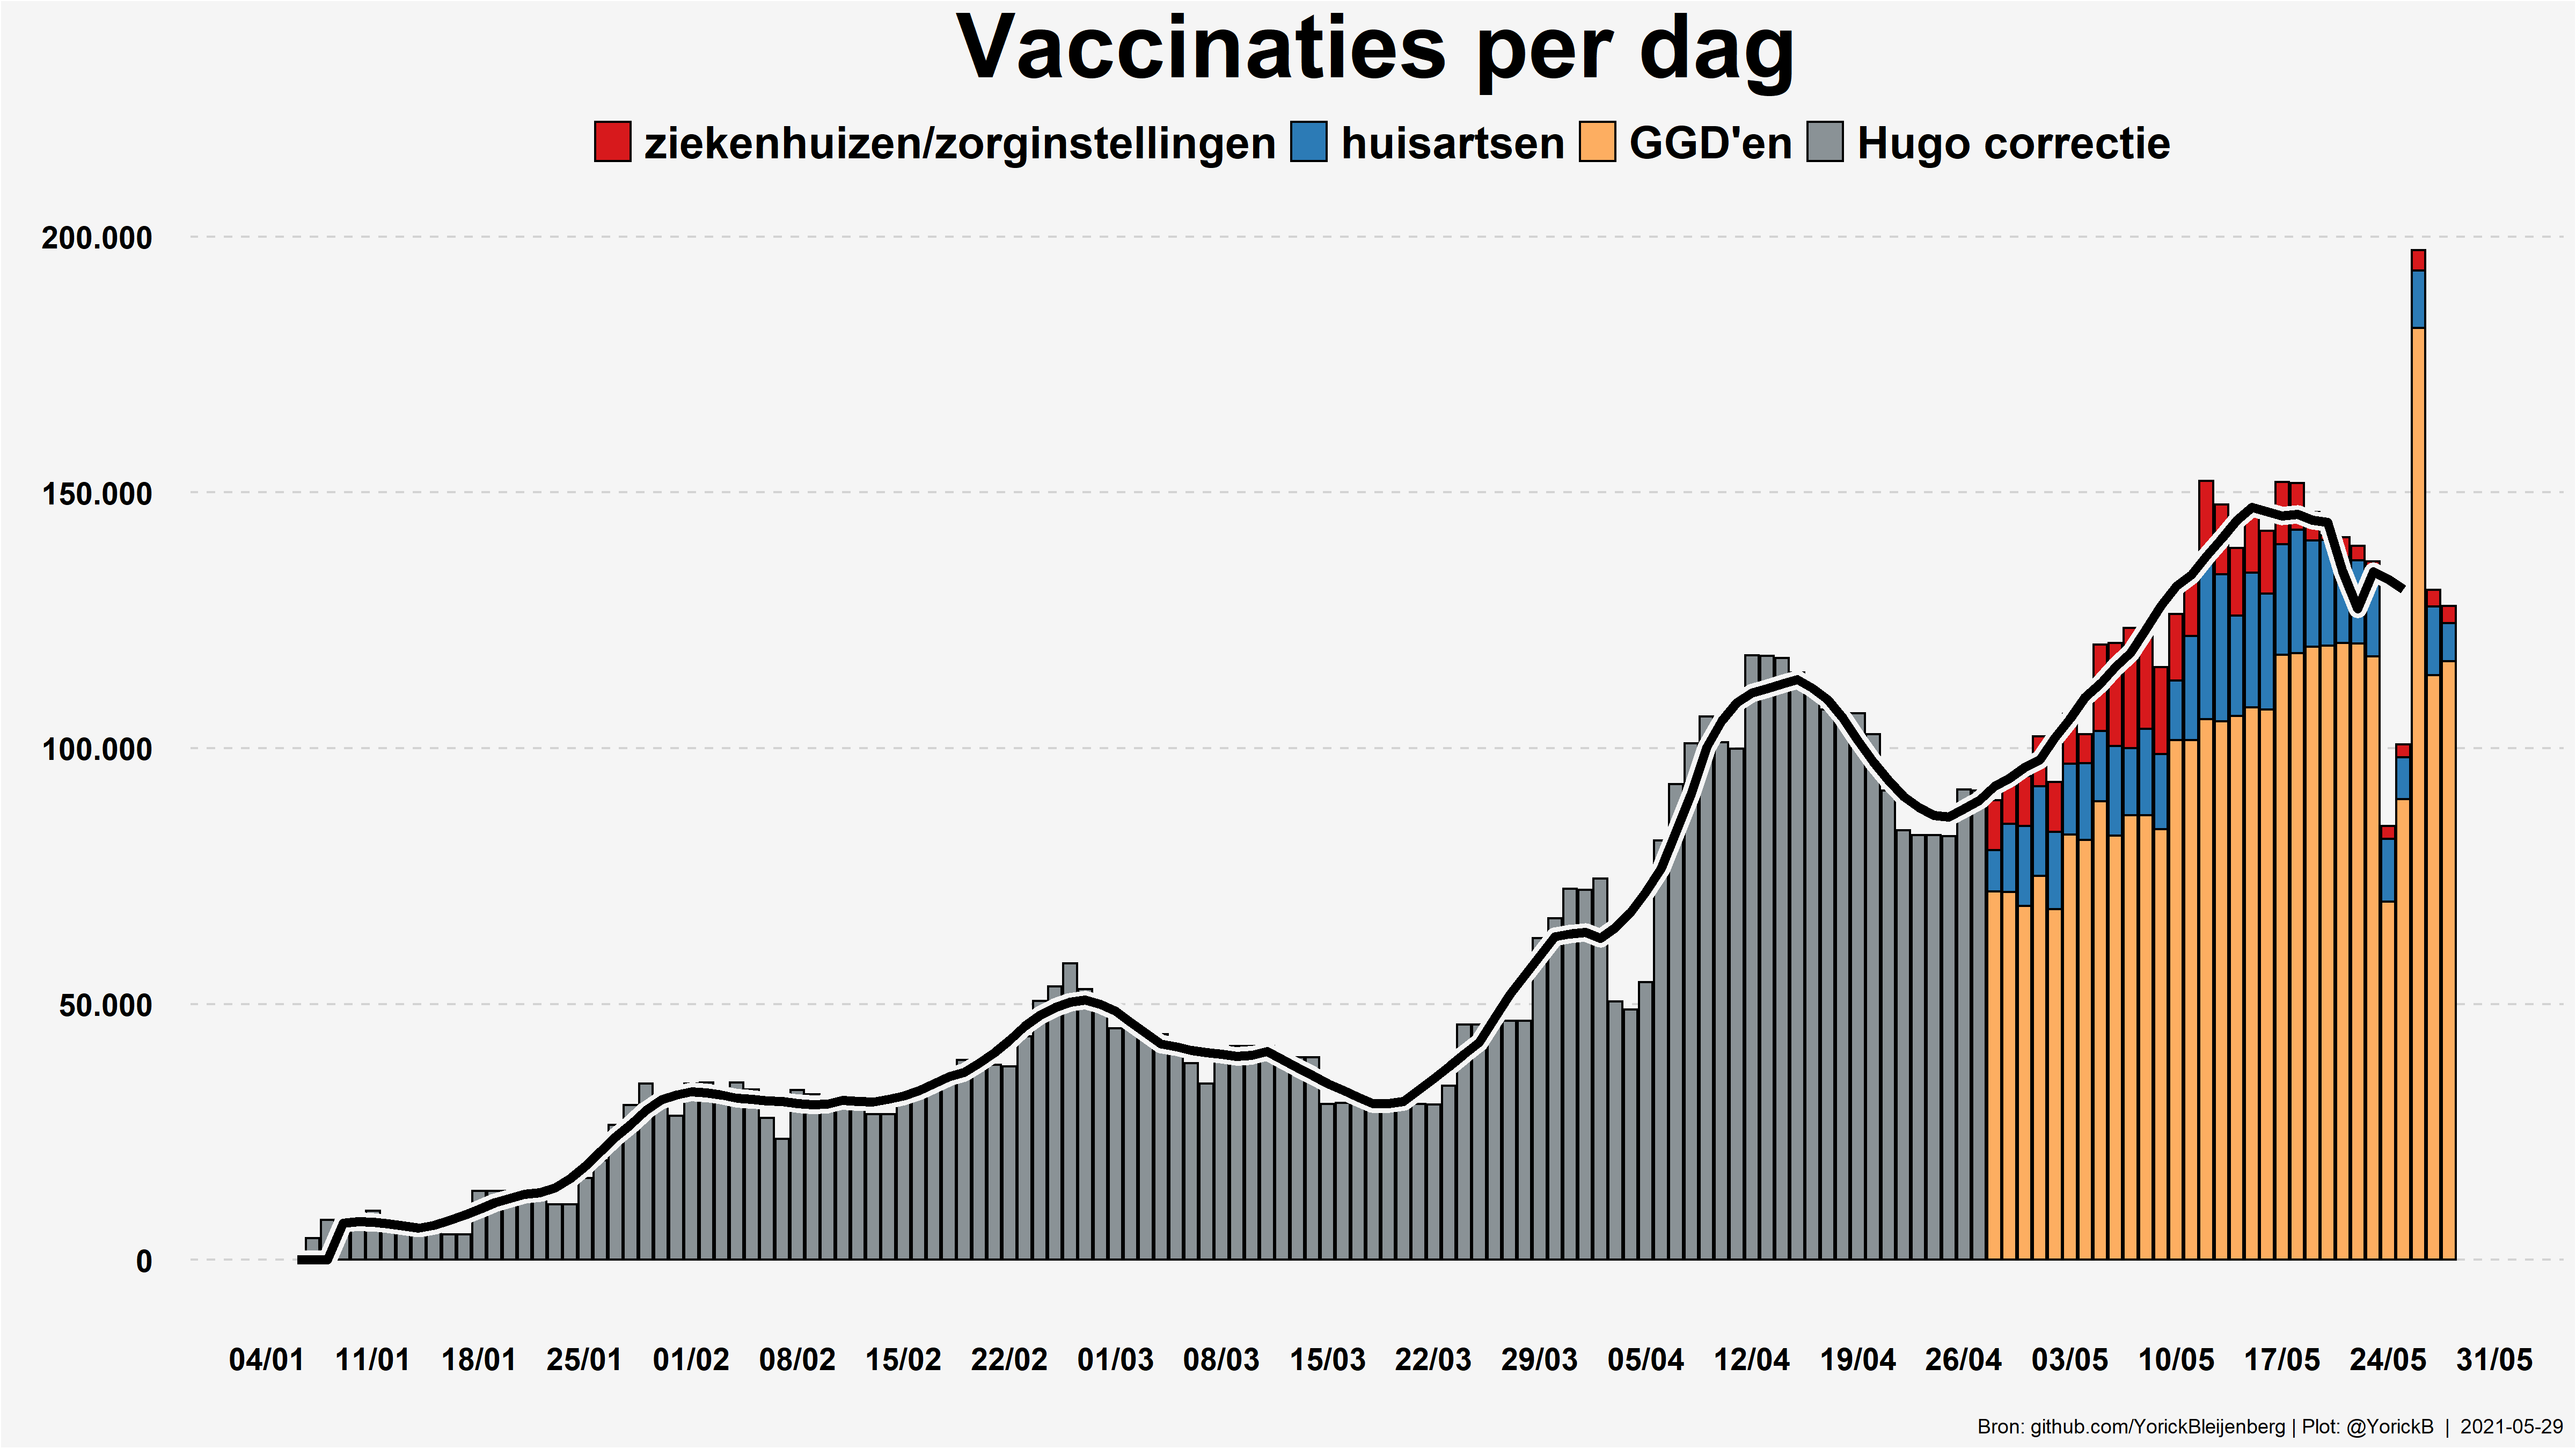 Vaccinaties per dag
ziekenhuizen/zorginstellingen huisartsen GGD'en Hugo correctie
200.000
150.000
100.000
50.000
0
04/01 11/01 18/01 25/01 01/02 08/02 15/02 22/02 01/03 08/03 15/03 22/03 29/03 05/04 12/04 19/04 26/04 03/05 10/05 17/05 24/05 31/05
Bron: github.com/YorickBleijenberg | Plot: @YorickB | 2021-05-29